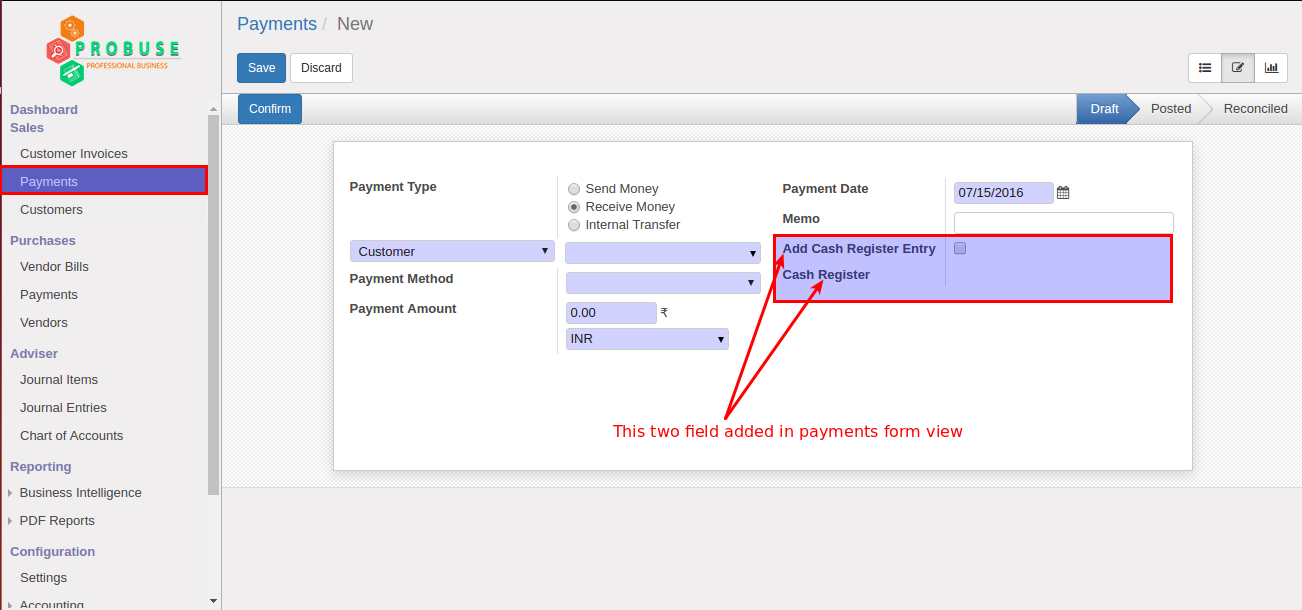 PROBUSE
PROFESSIONAL BUSINESS
Dashboard
Sales
Customer Invoices
Payments
Customers
Purchases
Vendor Bills
Payments
Vendors
Adviser
Journal Items
Journal Entries
Chart of Accounts
Reporting
Business Intelligence
PDF Reports
Configuration
Settings
Accounting
Payments / New
Save Discard
Confirm Draft Posted Reconciled
Payment Type
Send Money
Receive Money
Internal Transfer
Customer
Payment Method
Payment Amount 0.00 ₹
INR
Payment Date 07/15/2016
Memo
Add Cash Register Entry
Cash Register
This two field added in payments form view